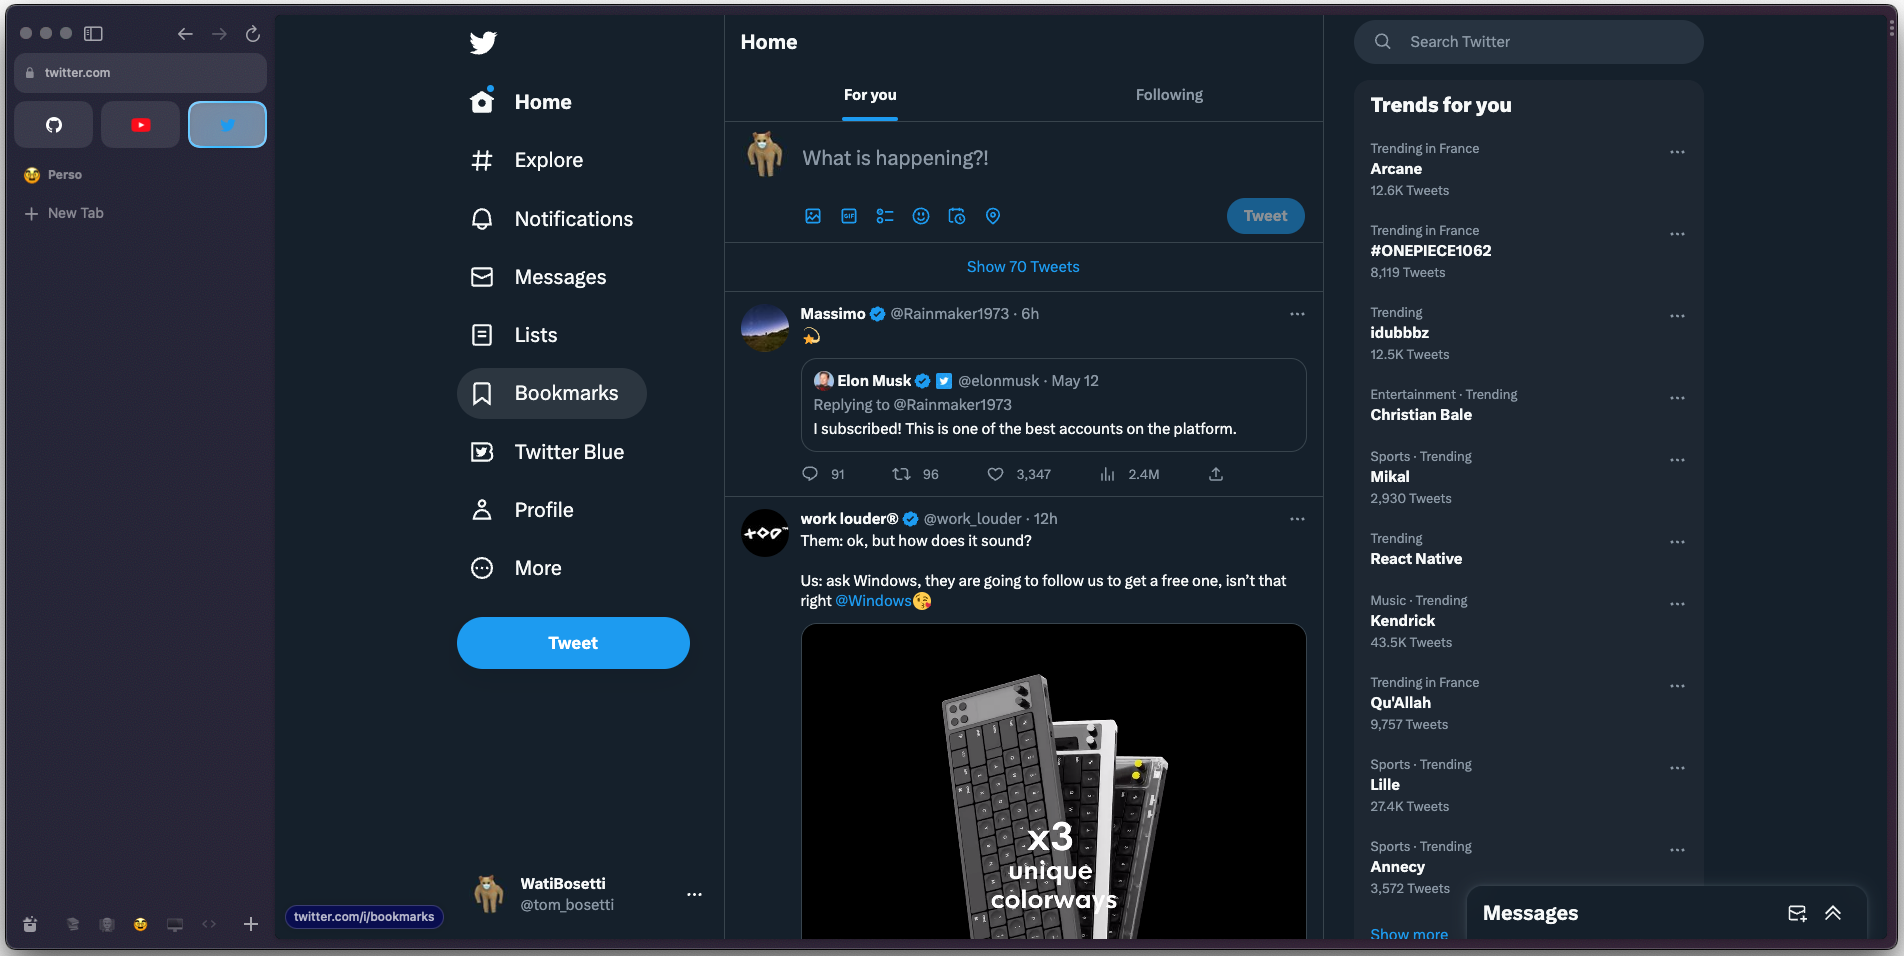 twitter.com
Perso
New Tab
Home
Explore
Notifications
Messages
Lists
Bookmarks
Twitter Blue
Profile
More
Tweet
WatiBosetti
@tom_bosetti
twitter.com/i/bookmarks
Home
For you
Following
What is happening?!
GIF
Tweet
Show 70 Tweets
Massimo @Rainmaker1973 · 6h
💫
Elon Musk @elonmusk · May 12
Replying to @Rainmaker1973
I subscribed! This is one of the best accounts on the platform.
91 96 3,347 2.4M
work louder® @work_louder · 12h
Them: ok, but how does it sound?
Us: ask Windows, they are going to follow us to get a free one, isn’t that
right @Windows😘
x3
unique
colorways
Search Twitter
Trends for you
Trending in France
Arcane
12.6K Tweets
Trending in France
#ONEPIECE1062
8,119 Tweets
Trending
idubbbz
12.5K Tweets
Entertainment · Trending
Christian Bale
Sports · Trending
Mikal
2,930 Tweets
Trending
React Native
Music · Trending
Kendrick
43.5K Tweets
Trending in France
Qu'Allah
9,757 Tweets
Sports · Trending
Lille
27.4K Tweets
Sports · Trending
Annecy
3,572 Tweets
Show more
Messages